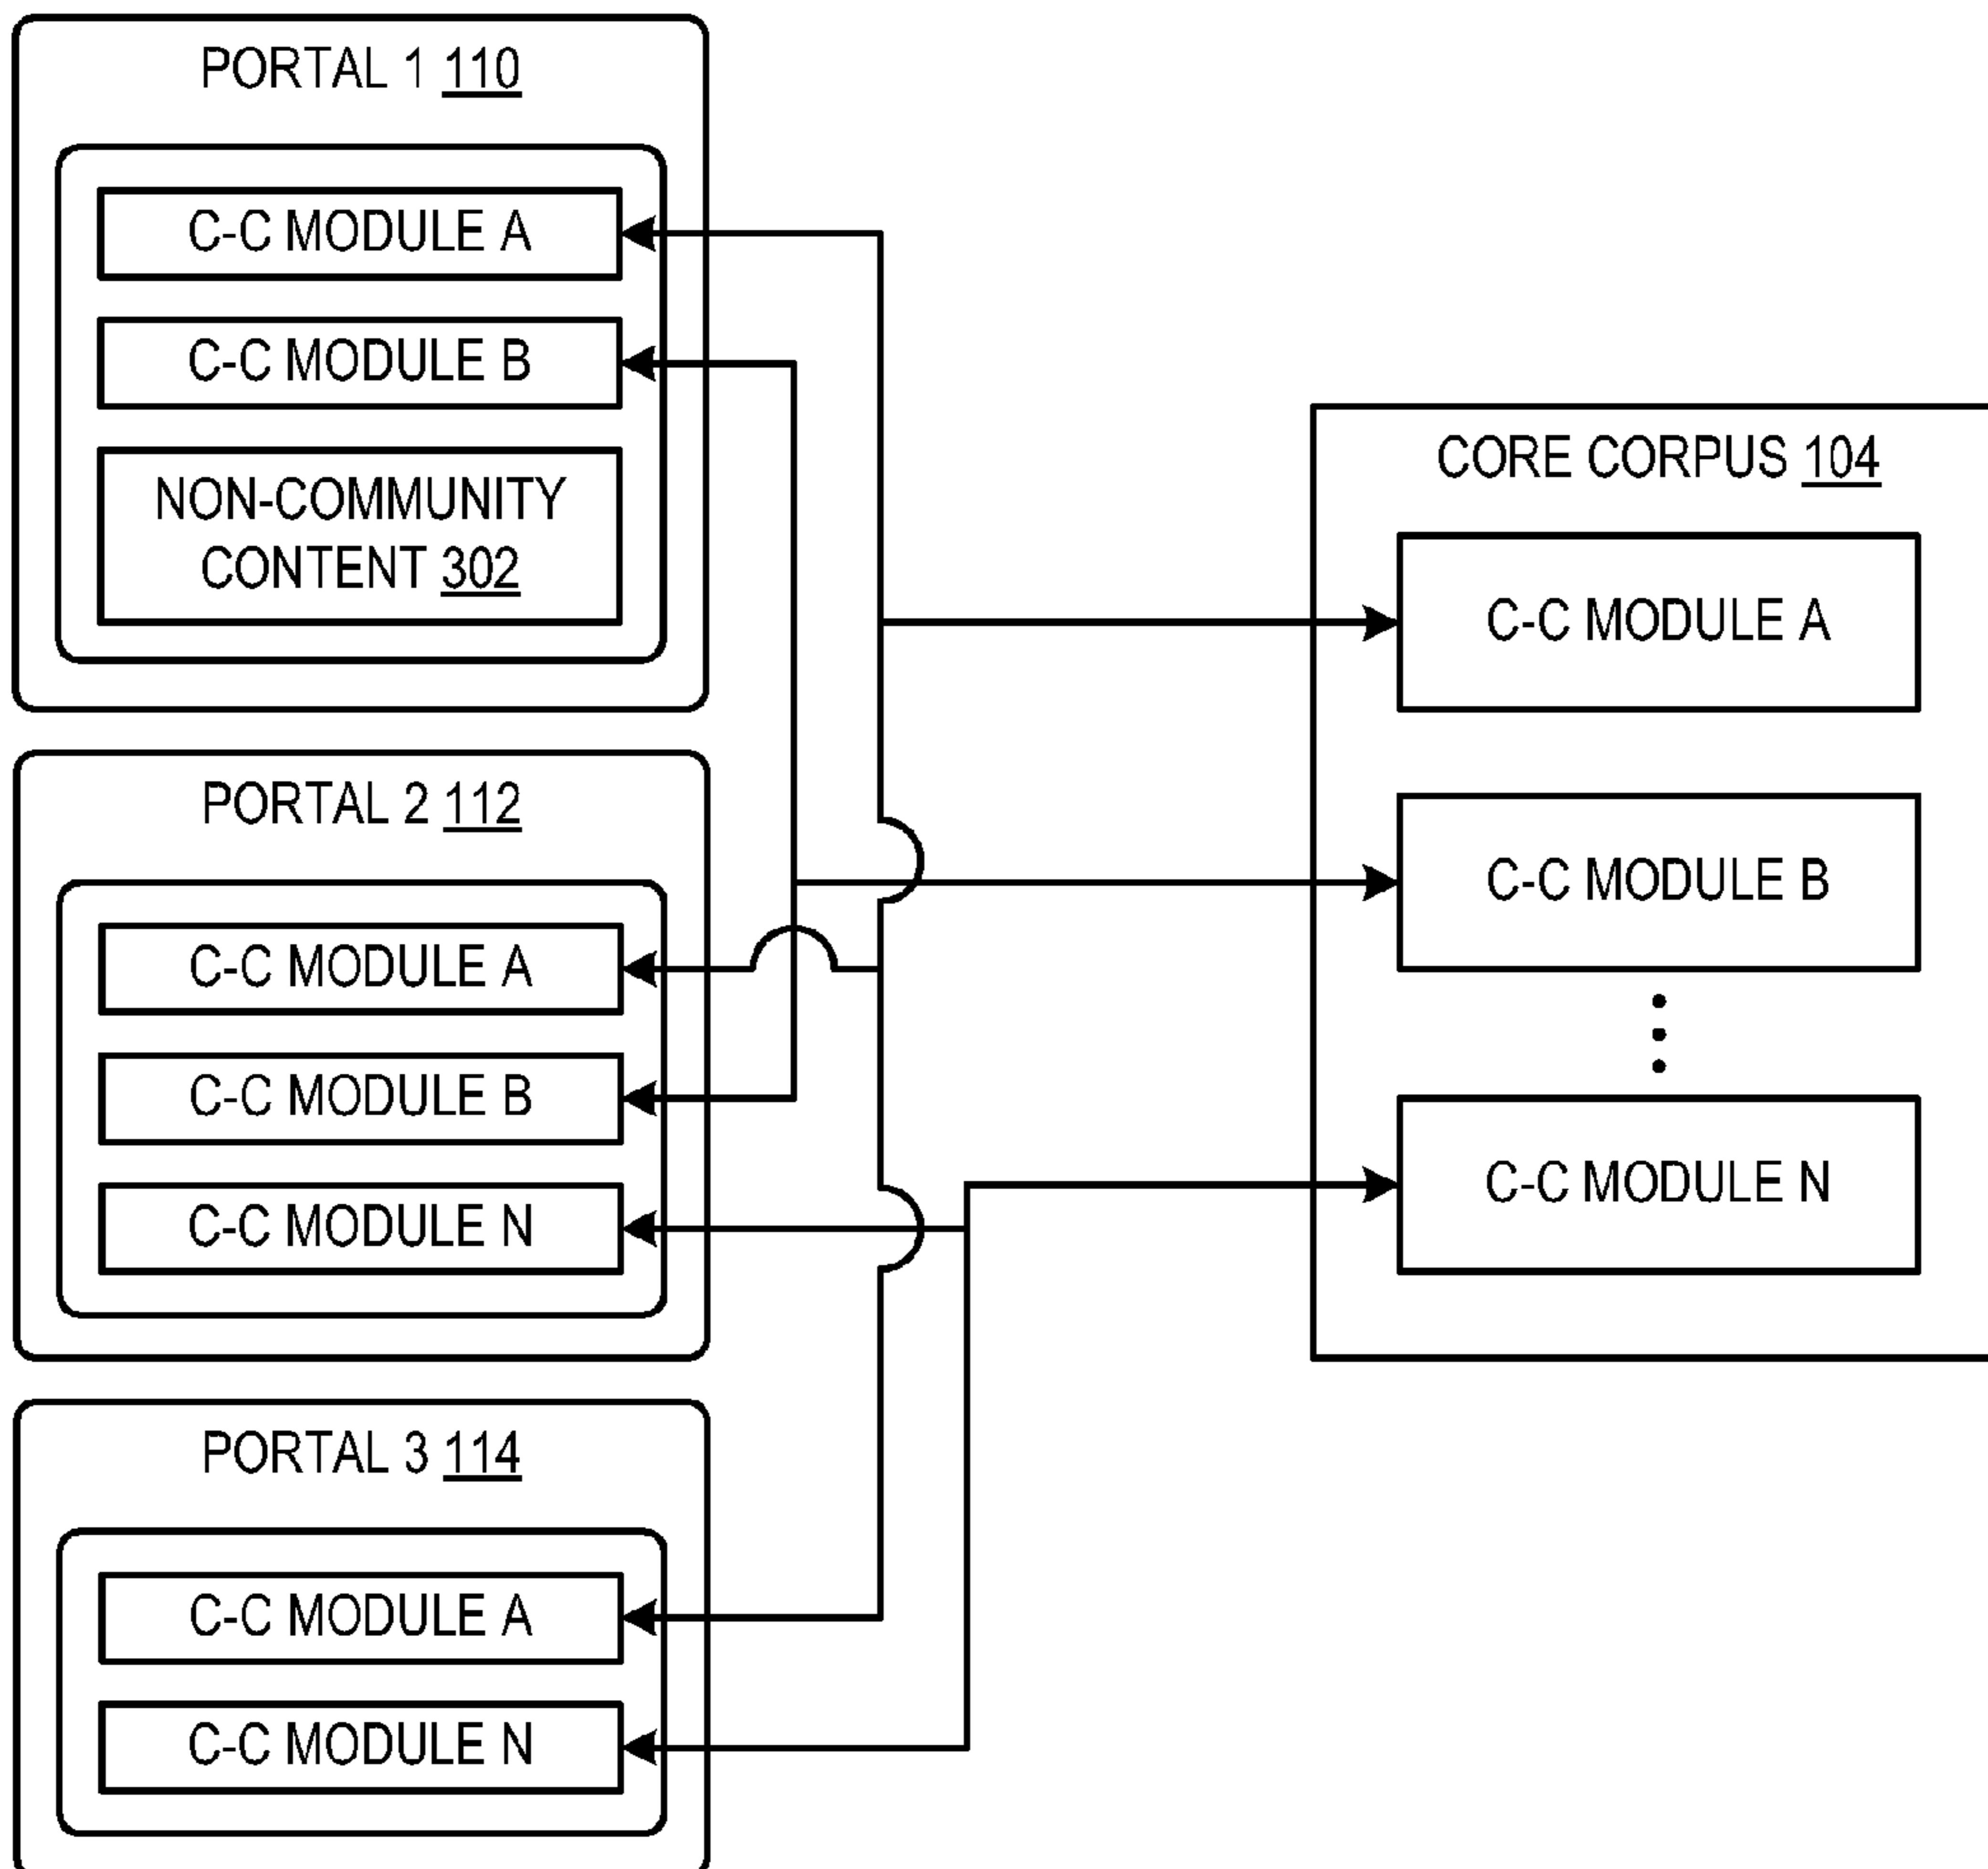 PORTAL 1 110
C-C MODULE A
C-C MODULE B
NON-COMMUNITY
CONTENT 302
PORTAL 2 112
C-C MODULE A
C-C MODULE B
C-C MODULE N
PORTAL 3 114
C-C MODULE A
C-C MODULE N
CORE CORPUS 104
C-C MODULE A
C-C MODULE B
C-C MODULE N